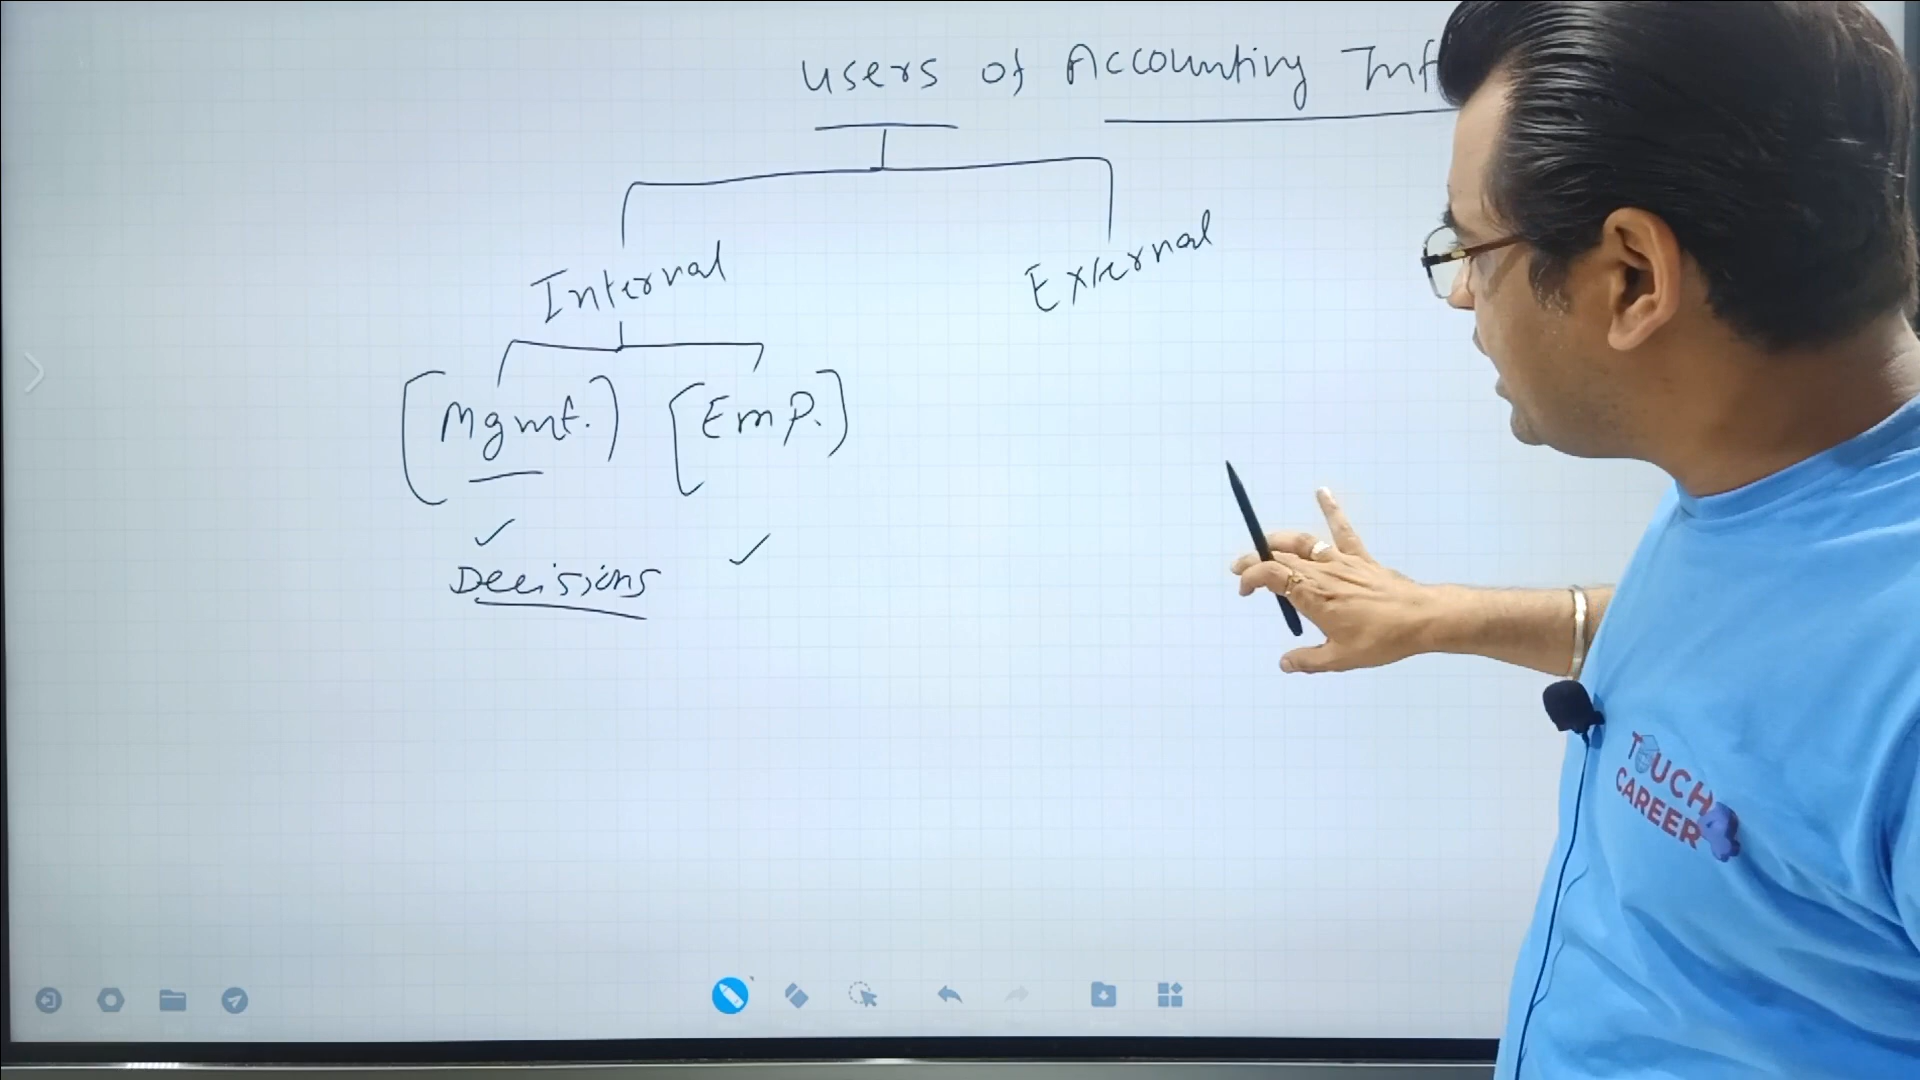 Users of Accounting Inf
Internal
External
(Mgmt.) [Emp.]
✓ ✓
Decisions
TOUCH
CAREER